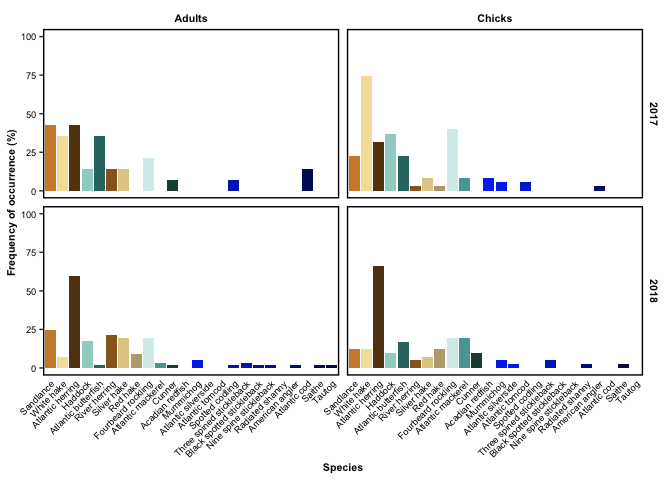 Adults
Chicks
Frequency of occurrence (%)
100
75
50
25
0
2017
100
75
50
25
0
2018
Sandlance
White hake
Atlantic herring
Haddock
Atlantic butterfish
River herring
Silver hake
Red hake
Fourbeard rockling
Atlantic mackerel
Cunner
Acadian redfish
Mummichog
Atlantic silverside
Atlantic tomcod
Spotted codling
Three spined stickleback
Black spotted stickleback
Nine spine stickleback
Radiated shanny
American angler
Atlantic cod
Saithe
Tautog
Sandlance
White hake
Atlantic herring
Haddock
Atlantic butterfish
River herring
Silver hake
Red hake
Fourbeard rockling
Atlantic mackerel
Cunner
Acadian redfish
Mummichog
Atlantic silverside
Atlantic tomcod
Spotted codling
Three spined stickleback
Black spotted stickleback
Nine spine stickleback
Radiated shanny
American angler
Atlantic cod
Saithe
Tautog
Species